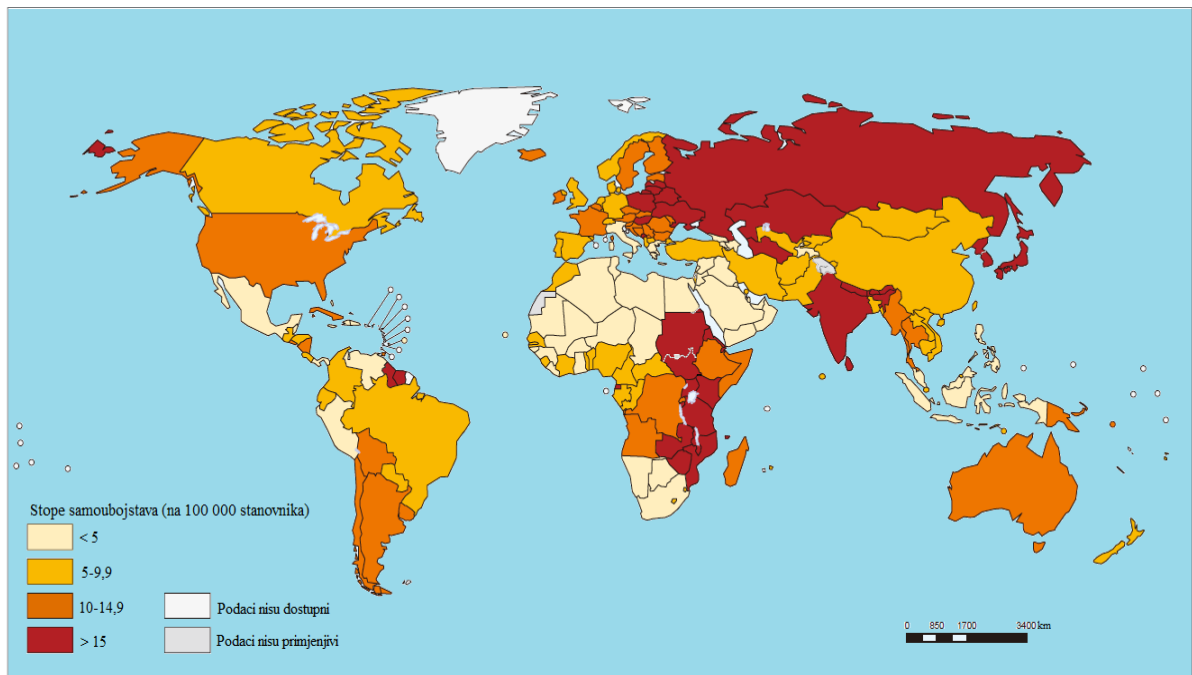 Stope samoubojstava (na 100 000 stanovnika)
< 5
5-9,9
10-14,9
> 15
Podaci nisu dostupni
Podaci nisu primjenjivi
0 850 1700 3400 km